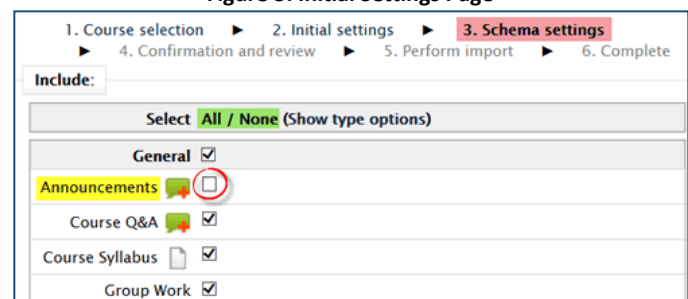 Figure 3: Initial Settings Page
1. Course selection ► 2. Initial settings ► 3. Schema settings
► 4. Confirmation and review ► 5. Perform import ► 6. Complete
Include:
Select All / None (Show type options)
General
Announcements
Course Q&A
Course Syllabus
Group Work